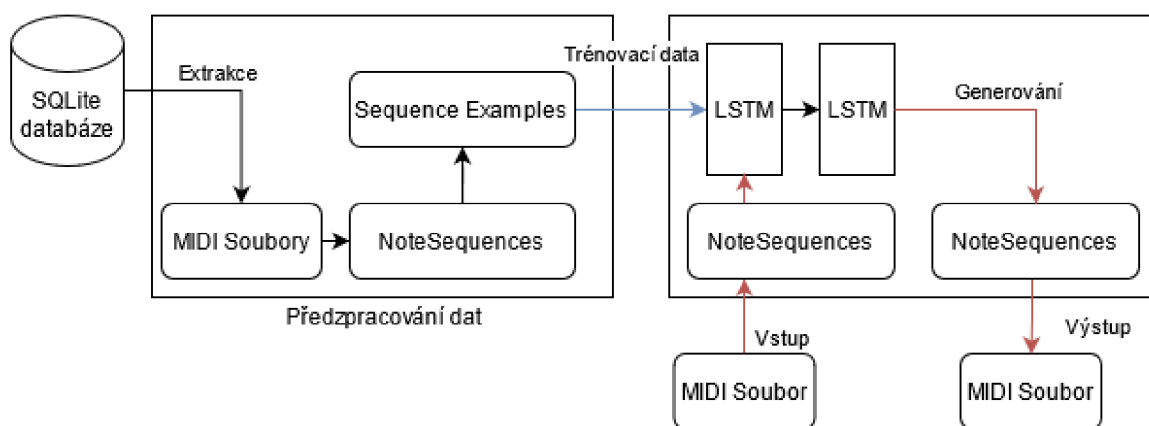 SQLite
databáze
Extrakce
Sequence Examples
MIDI Soubory
NoteSequences
Předzpracování dat
Trénovací data
LSTM
LSTM
Generování
NoteSequences
NoteSequences
Vstup
Výstup
MIDI Soubor
MIDI Soubor